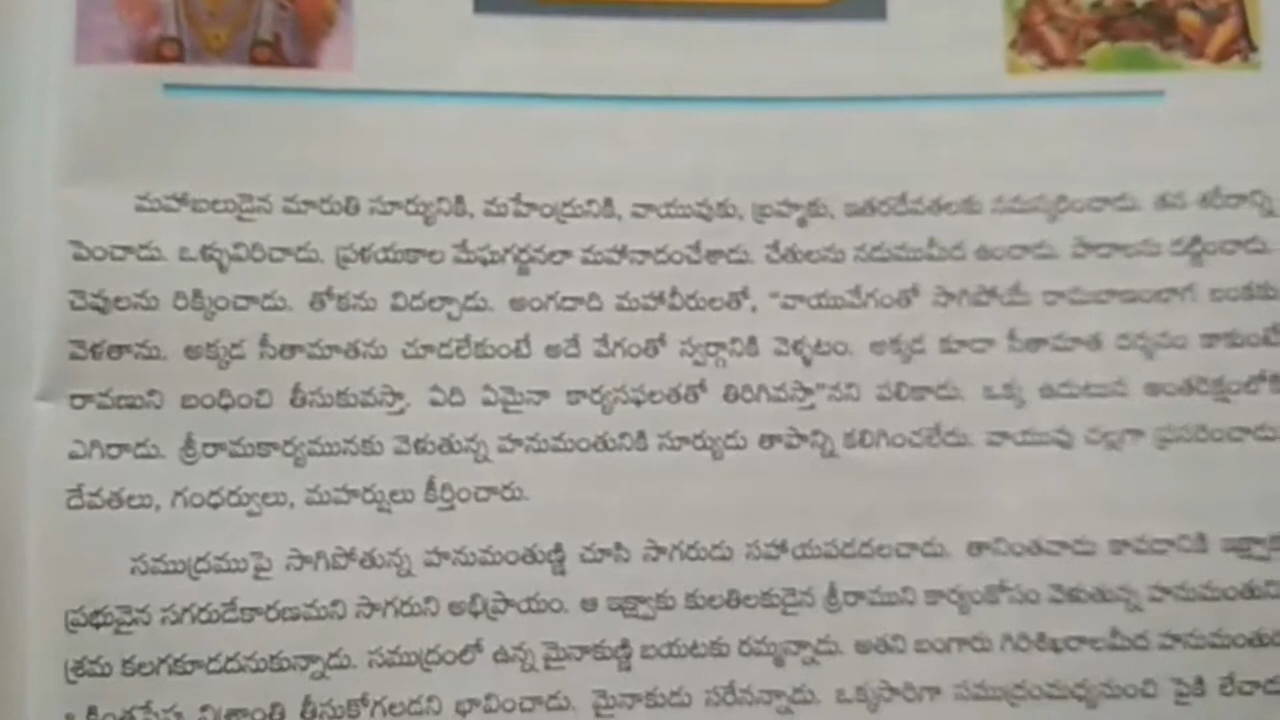 మహాబలుడైన మారుతి సూర్యునికి, మహేంద్రునికి, వాయువుకు, బ్రహ్మకు, ఇతరదేవతలకు నమస్కరించాడు. తన శరీరాన్ని
పెంచాడు. ఒళ్ళువిరిచాడు. ప్రళయకాల మేఘగర్జనలా మహానాదంచేశాడు. చేతులను నడుముమీద ఉంచాడు. పాదాలను దట్టించాడు.
చెవులను రిక్కించాడు. తోకను విదల్చాడు. అంగదాది మహావీరులతో, "వాయువేగంతో సాగిపోయే రామబాణంలాగ లంకకు
వెళతాను. అక్కడ సీతామాతను చూడలేకుంటే అదే వేగంతో స్వర్గానికి వెళ్ళటం. అక్కడ కూడా సీతామాత దర్శనం కాకుంటే
రావణుని బంధించి తీసుకువస్తా. ఏది ఏమైనా కార్యసఫలతతో తిరిగివస్తా"నని పలికాడు. ఒక్క ఉదుటున అంతరిక్షంలోకి
ఎగిరాడు. శ్రీరామకార్యమునకు వెళుతున్న హనుమంతునికి సూర్యుడు తాపాన్ని కలిగించలేదు. వాయువు చల్లగా ప్రసరించాడు
దేవతలు, గంధర్వులు, మహర్షులు కీర్తించారు.
సముద్రముపై సాగిపోతున్న హనుమంతుణ్ణి చూసి సాగరుడు సహాయపడదలచాడు. తానింతవాడు కావడానికి
ప్రభువైన సగరుడేకారణమని సాగరుని అభిప్రాయం. ఆ ఇక్ష్వాకు కులతిలకుడైన శ్రీరాముని కార్యంకోసం వెళుతున్న
శ్రమ కలగకూడదనుకున్నాడు. సముద్రంలో ఉన్న మైనాకుణ్ణి బయటకు రమ్మన్నాడు. అతని బంగారు గిరిశిఖరాలమీద
విశ్రాంతి తీసుకోగలడని భావించాడు. మైనాకుడు సరేనన్నాడు. ఒక్కసారిగా సముద్రంమధ్యనుంచి పైకి లేచాడు